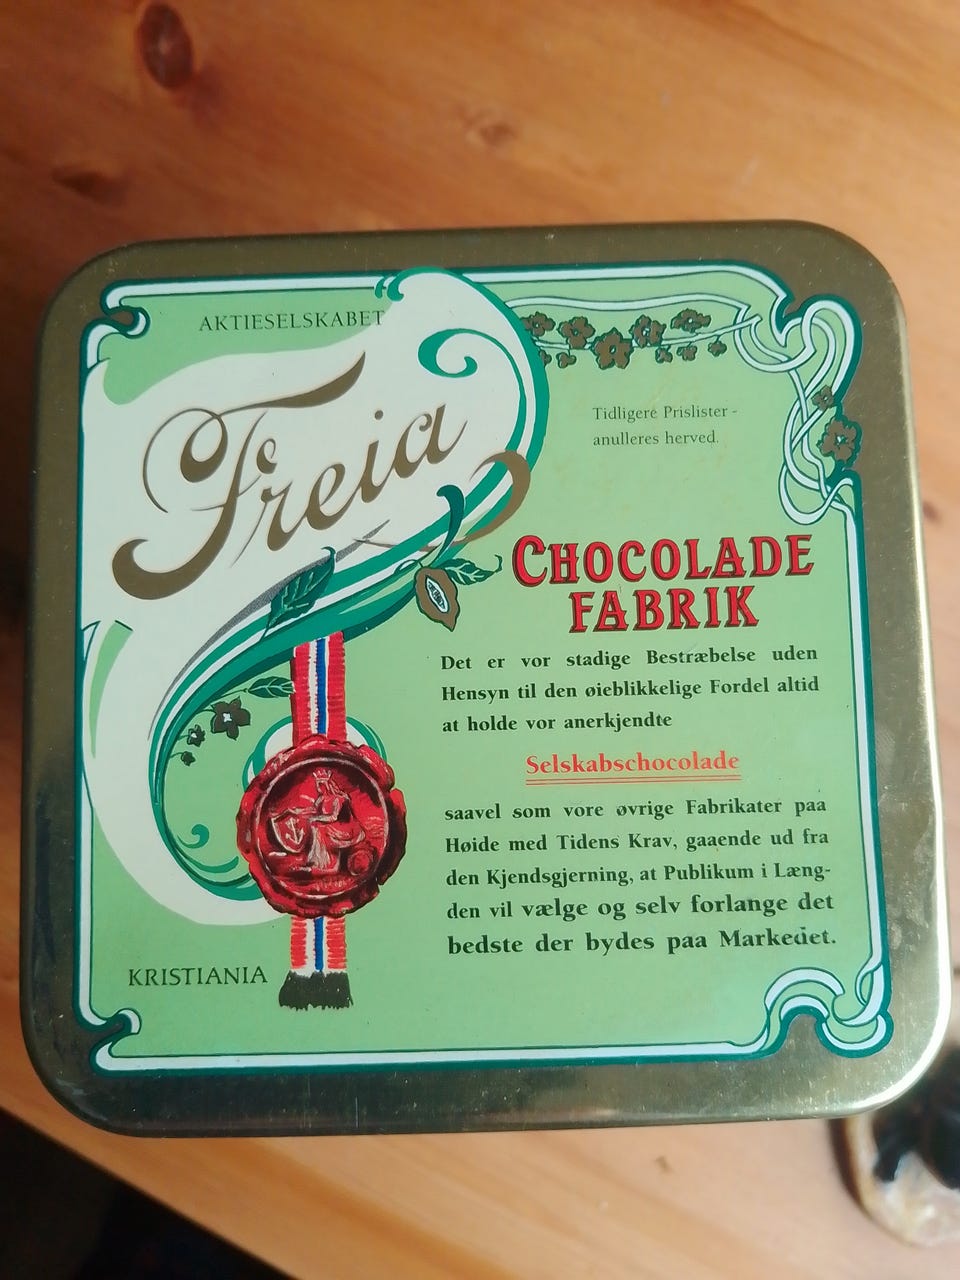 AKTIESELSKABET
Freia
Tidligere Prislister -
anulleres herved.
CHOCOLADE
FABRIK
Det er vor stadige Bestræbelse uden
Hensyn til den øieblikkelige Fordel altid
at holde vor anerkjendte
Selskabschocolade
saavel som vore øvrige Fabrikater paa
Høide med Tidens Krav, gaaende ud fra
den Kjendsgjerning, at Publikum i Læng-
den vil vælge og selv forlange det
bedste der bydes paa Markedet.
KRISTIANIA